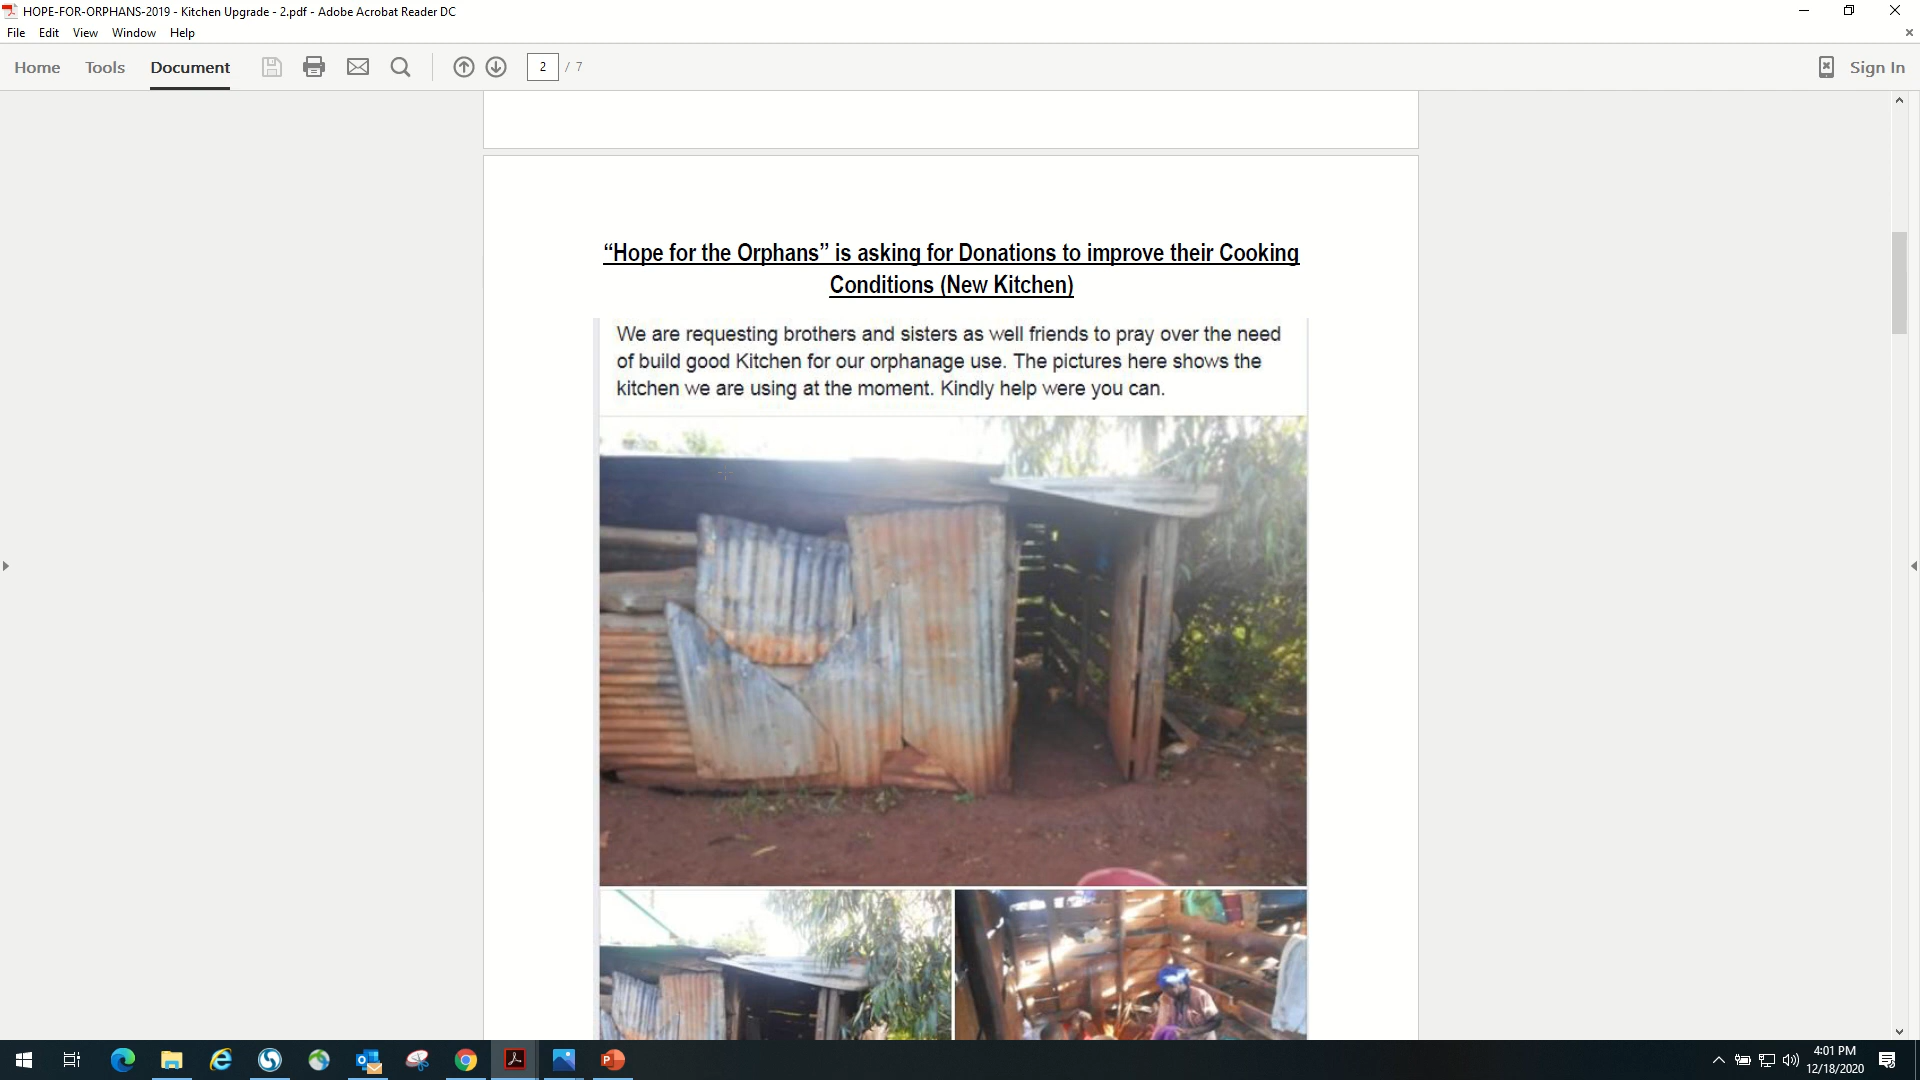 HOPE-FOR-ORPHANS-2019 - Kitchen Upgrade - 2.pdf - Adobe Acrobat Reader DC
File Edit View Window Help
Home Tools Document 2 / 7 Sign In
“Hope for the Orphans” is asking for Donations to improve their Cooking
Conditions (New Kitchen)
We are requesting brothers and sisters as well friends to pray over the need
of build good Kitchen for our orphanage use. The pictures here shows the
kitchen we are using at the moment. Kindly help were you can.
4:01 PM
12/18/2020